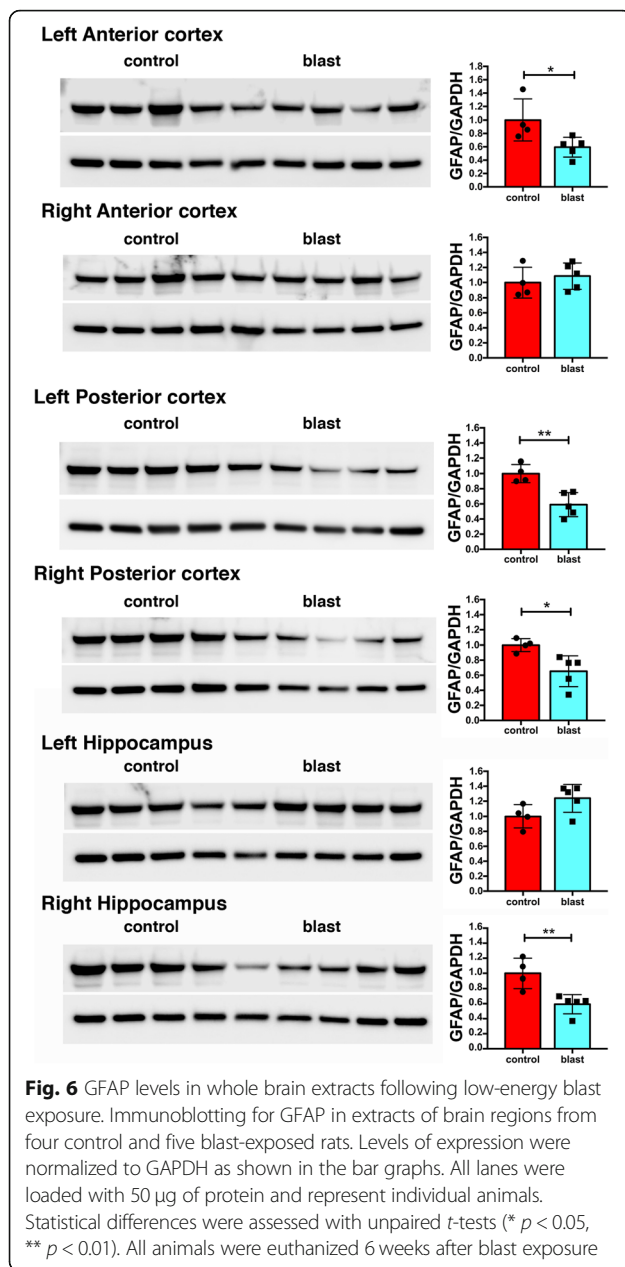 Left Anterior cortex
control blast
*
GFAP/GAPDH
1.6
1.4
1.2
1.0
0.8
0.6
0.4
0.2
0.0
control blast
Right Anterior cortex
control blast
GFAP/GAPDH
1.6
1.4
1.2
1.0
0.8
0.6
0.4
0.2
0.0
control blast
Left Posterior cortex
control blast
**
GFAP/GAPDH
1.6
1.4
1.2
1.0
0.8
0.6
0.4
0.2
0.0
control blast
Right Posterior cortex
control blast
*
GFAP/GAPDH
1.6
1.4
1.2
1.0
0.8
0.6
0.4
0.2
0.0
control blast
Left Hippocampus
control blast
GFAP/GAPDH
1.6
1.4
1.2
1.0
0.8
0.6
0.4
0.2
0.0
control blast
Right Hippocampus
control blast
**
GFAP/GAPDH
1.6
1.4
1.2
1.0
0.8
0.6
0.4
0.2
0.0
control blast
Fig. 6 GFAP levels in whole brain extracts following low-energy blast
exposure. Immunoblotting for GFAP in extracts of brain regions from
four control and five blast-exposed rats. Levels of expression were
normalized to GAPDH as shown in the bar graphs. All lanes were
loaded with 50 μg of protein and represent individual animals.
Statistical differences were assessed with unpaired t-tests (* p < 0.05,
** p < 0.01). All animals were euthanized 6 weeks after blast exposure